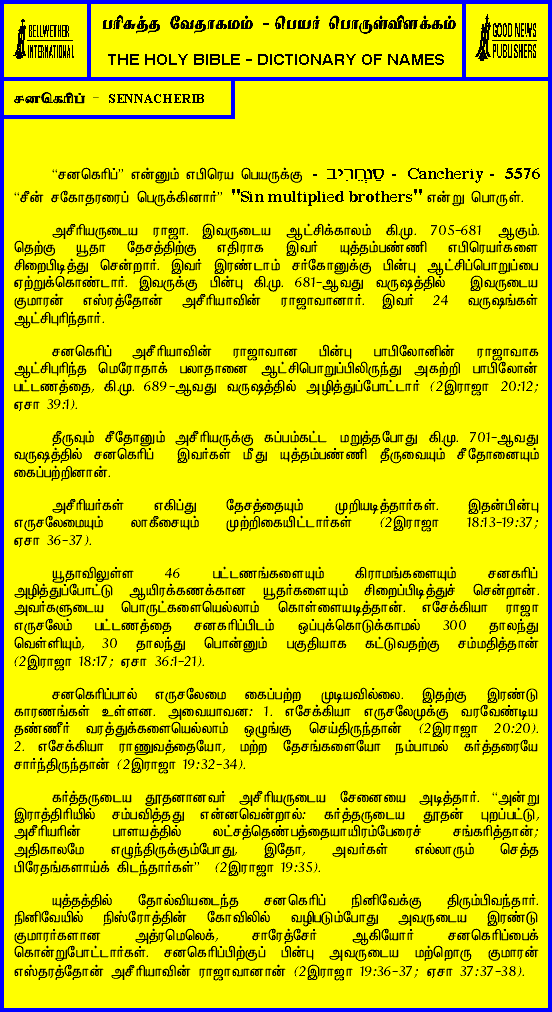 BELLWETHER
INTERNATIONAL
பரிசுத்த வேதாகமம் - பெயர் பொருள்விளக்கம்
THE HOLY BIBLE - DICTIONARY OF NAMES
GOOD NEWS
PUBLISHERS
சனகெரிப் - SENNACHERIB
“சனகெரிப்” என்னும் எபிரெய பெயருக்கு - סַנְחֵרִיב - Cancheriy - 5576
“சீன் சகோதரரைப் பெருக்கினார்” "Sin multiplied brothers" என்று பொருள்.
அசீரியருடைய ராஜா. இவருடைய ஆட்சிக்காலம் கி.மு. 705-681 ஆகும்.
தெற்கு யூதா தேசத்திற்கு எதிராக இவர் யுத்தம்பண்ணி எபிரெயர்களை
சிறைபிடித்து சென்றார். இவர் இரண்டாம் சர்கோனுக்கு பின்பு ஆட்சிப்பொறுப்பை
ஏற்றுக்கொண்டார். இவருக்கு பின்பு கி.மு. 681-ஆவது வருஷத்தில் இவருடைய
குமாரன் எஸ்ரத்தோன் அசீரியாவின் ராஜாவானார். இவர் 24 வருஷங்கள்
ஆட்சிபுரிந்தார்.
சனகெரிப் அசீரியாவின் ராஜாவான பின்பு பாபிலோனின் ராஜாவாக
ஆட்சிபுரிந்த மெரோதாக் பலாதானை ஆட்சிபொறுப்பிலிருந்து அகற்றி பாபிலோன்
பட்டணத்தை, கி.மு. 689-ஆவது வருஷத்தில் அழித்துப்போட்டார் (2இராஜா 20:12;
ஏசா 39:1).
தீருவும் சீதோனும் அசீரியருக்கு கப்பம்கட்ட மறுத்தபோது கி.மு. 701-ஆவது
வருஷத்தில் சனகெரிப் இவர்கள் மீது யுத்தம்பண்ணி தீருவையும் சீதோனையும்
கைப்பற்றினான்.
அசீரியர்கள் எகிப்து தேசத்தையும் முறியடித்தார்கள். இதன்பின்பு
எருசலேமையும் லாகீசையும் முற்றிகையிட்டார்கள் (2இராஜா 18:13-19:37;
ஏசா 36-37).
யூதாவிலுள்ள 46 பட்டணங்களையும் கிராமங்களையும் சனகரிப்
அழித்துப்போட்டு ஆயிரக்கணக்கான யூதர்களையும் சிறைப்பிடித்துச் சென்றான்.
அவர்களுடைய பொருட்களையெல்லாம் கொள்ளையடித்தான். எசேக்கியா ராஜா
எருசலேம் பட்டணத்தை சனகரிப்பிடம் ஒப்புக்கொடுக்காமல் 300 தாலந்து
வெள்ளியும், 30 தாலந்து பொன்னும் பகுதியாக கட்டுவதற்கு சம்மதித்தான்
(2இராஜா 18:17; ஏசா 36:1-21).
சனகெரிப்பால் எருசலேமை கைப்பற்ற முடியவில்லை. இதற்கு இரண்டு
காரணங்கள் உள்ளன. அவையாவன: 1. எசேக்கியா எருசலேமுக்கு வரவேண்டிய
தண்ணீர் வரத்துக்களையெல்லாம் ஒழுங்கு செய்திருந்தான் (2இராஜா 20:20).
2. எசேக்கியா ராணுவத்தையோ, மற்ற தேசங்களையோ நம்பாமல் கர்த்தரையே
சார்ந்திருந்தான் (2இராஜா 19:32-34).
கர்த்தருடைய தூதனானவர் அசீரியருடைய சேனையை அடித்தார். “அன்று
இராத்திரியில் சம்பவித்தது என்னவென்றால்: கர்த்தருடைய தூதன் புறப்பட்டு,
அசீரியரின் பாளயத்தில் லட்சத்தெண்பத்தையாயிரம்பேரைச் சங்கரித்தான்;
அதிகாலமே எழுந்திருக்கும்போது, இதோ, அவர்கள் எல்லாரும் செத்த
பிரேதங்களாய்க் கிடந்தார்கள்” (2இராஜா 19:35).
யுத்தத்தில் தோல்வியடைந்த சனகெரிப் நினிவேக்கு திரும்பிவந்தார்.
நினிவேயில் நிஸ்ரோத்தின் கோவிலில் வழிபடும்போது அவருடைய இரண்டு
குமாரர்களான அத்ரமெலெக், சாரேத்சேர் ஆகியோர் சனகெரிப்பைக்
கொன்றுபோட்டார்கள். சனகெரிப்பிற்குப் பின்பு அவருடைய மற்றொரு குமாரன்
எஸ்தரத்தோன் அசீரியாவின் ராஜாவானான் (2இராஜா 19:36-37; ஏசா 37:37-38).